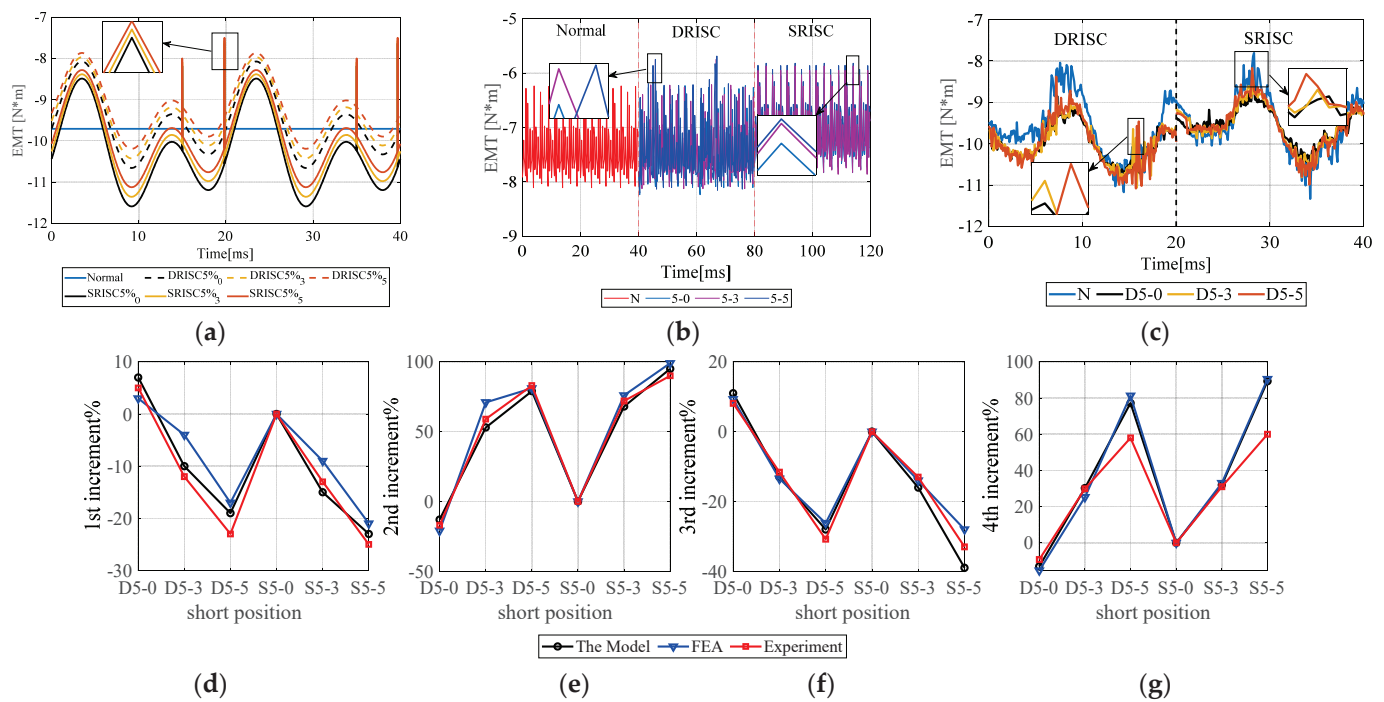 -7
-8
-9
-10
-11
-12
EMT [N*m]
0
10
20
30
40
Time[ms]
Normal
DRISC5%0
DRISC5%3
DRISC5%5
SRISC5%0
SRISC5%3
SRISC5%5
(a)
-5
-6
-7
-8
-9
EMT [N*m]
Normal
DRISC
SRISC
0 20 40 60 80 100 120
Time[ms]
N 5-0 5-3 5-5
(b)
-7
-8
-9
-10
-11
-12
EMT [N*m]
DRISC
SRISC
0 10 20 30 40
Time[ms]
N D5-0 D5-3 D5-5
(c)
10
0
-10
-20
-30
1st increment%
D5-0 D5-3 D5-5 S5-0 S5-3 S5-5
short position
100
50
0
-50
2nd increment%
D5-0 D5-3 D5-5 S5-0 S5-3 S5-5
short position
20
0
-20
-40
3rd increment%
D5-0 D5-3 D5-5 S5-0 S5-3 S5-5
short position
100
80
60
40
20
0
4th increment%
D5-0 D5-3 D5-5 S5-0 S5-3 S5-5
short position
The Model FEA Experiment
(d)
(e)
(f)
(g)